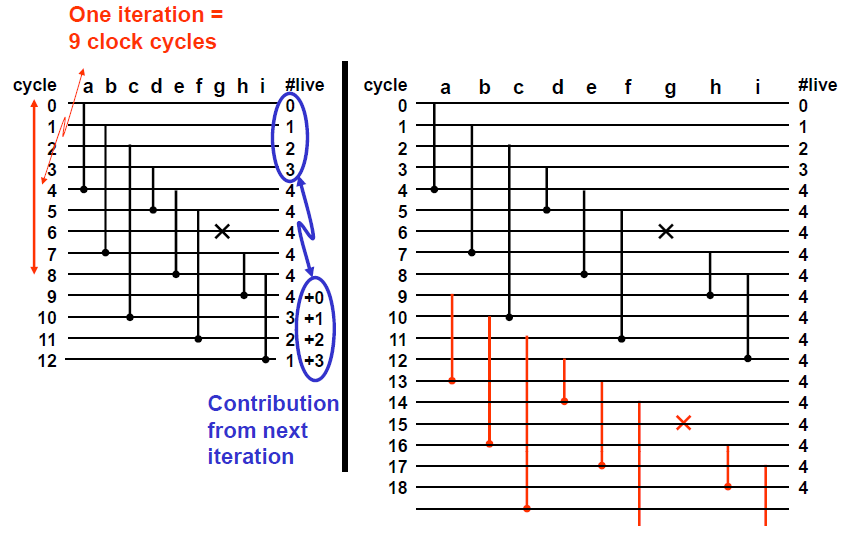 One iteration =
9 clock cycles
cycle a b c d e f g h i #live
0 0
1 1
2 2
3 3
4 4
5 4
6 4
7 4
8 4
9 4 +0
10 3 +1
11 2 +2
12 1 +3
Contribution
from next
iteration
cycle a b c d e f g h i #live
0 0
1 1
2 2
3 3
4 4
5 4
6 4
7 4
8 4
9 4
10 4
11 4
12 4
13 4
14 4
15 4
16 4
17 4
18 4